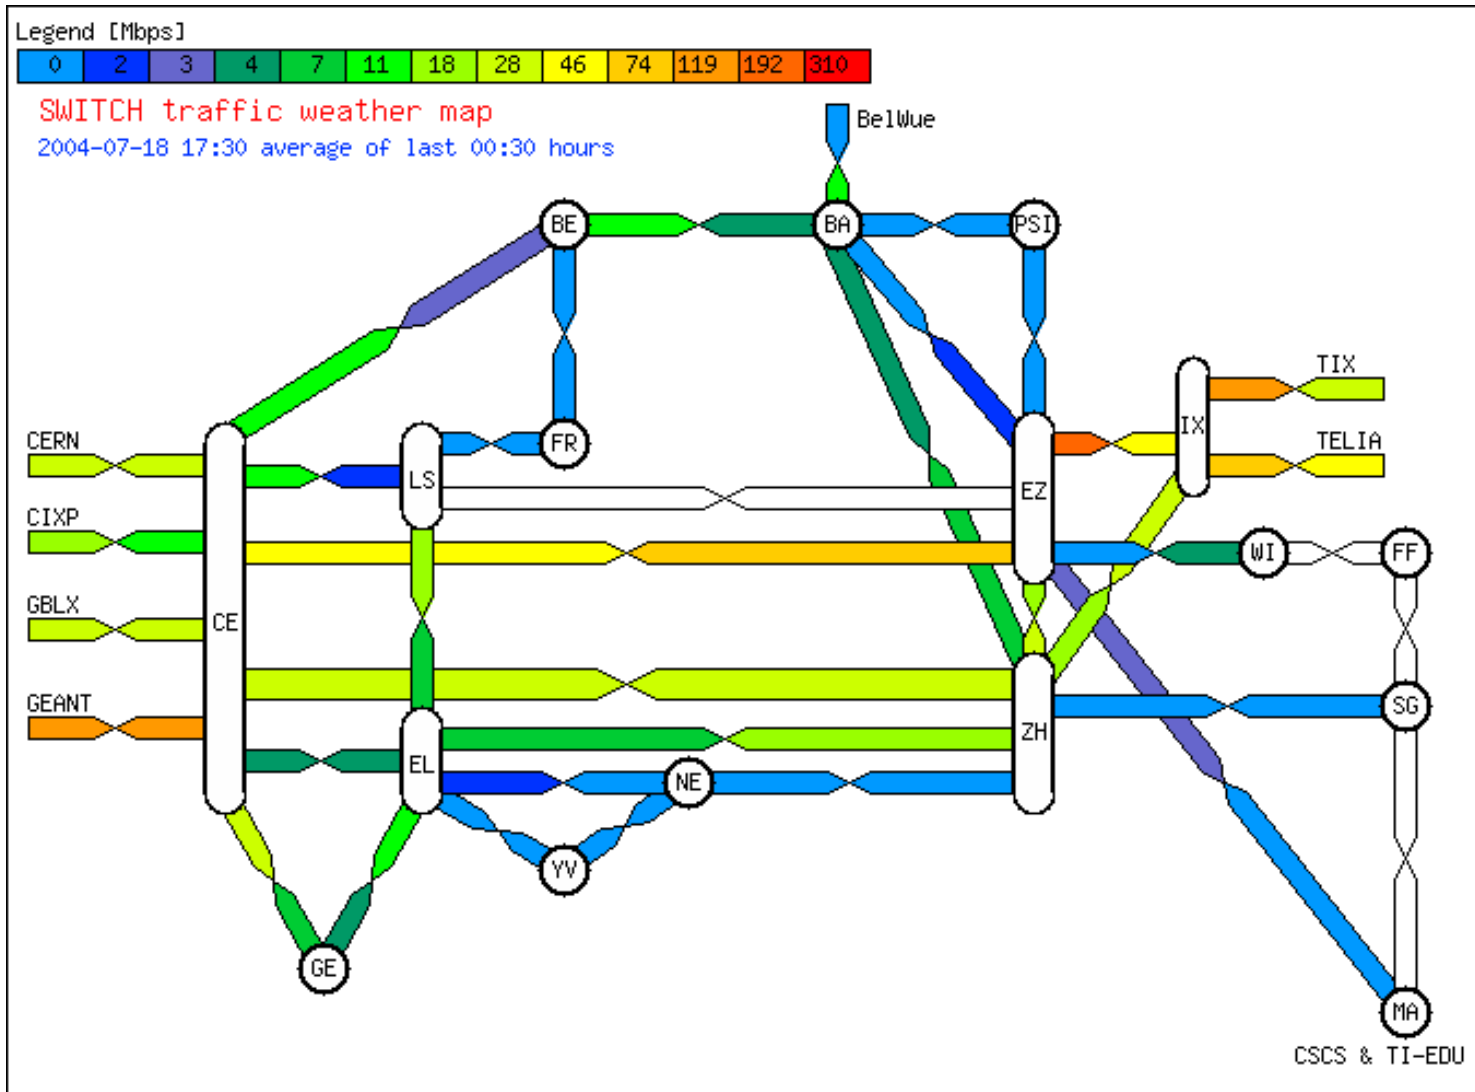 Legend [Mbps]
0 2 3 4 7 11 18 28 46 74 119 192 310
SWITCH traffic weather map
2004-07-18 17:30 average of last 00:30 hours
BelWue
BE
BA
PSI
TIX
CERN
LS
FR
IX
TELIA
EZ
CIXP
WI
FF
GBLX
CE
GEANT
SG
ZH
EL
NE
YV
GE
MA
CSCS & TI-EDU